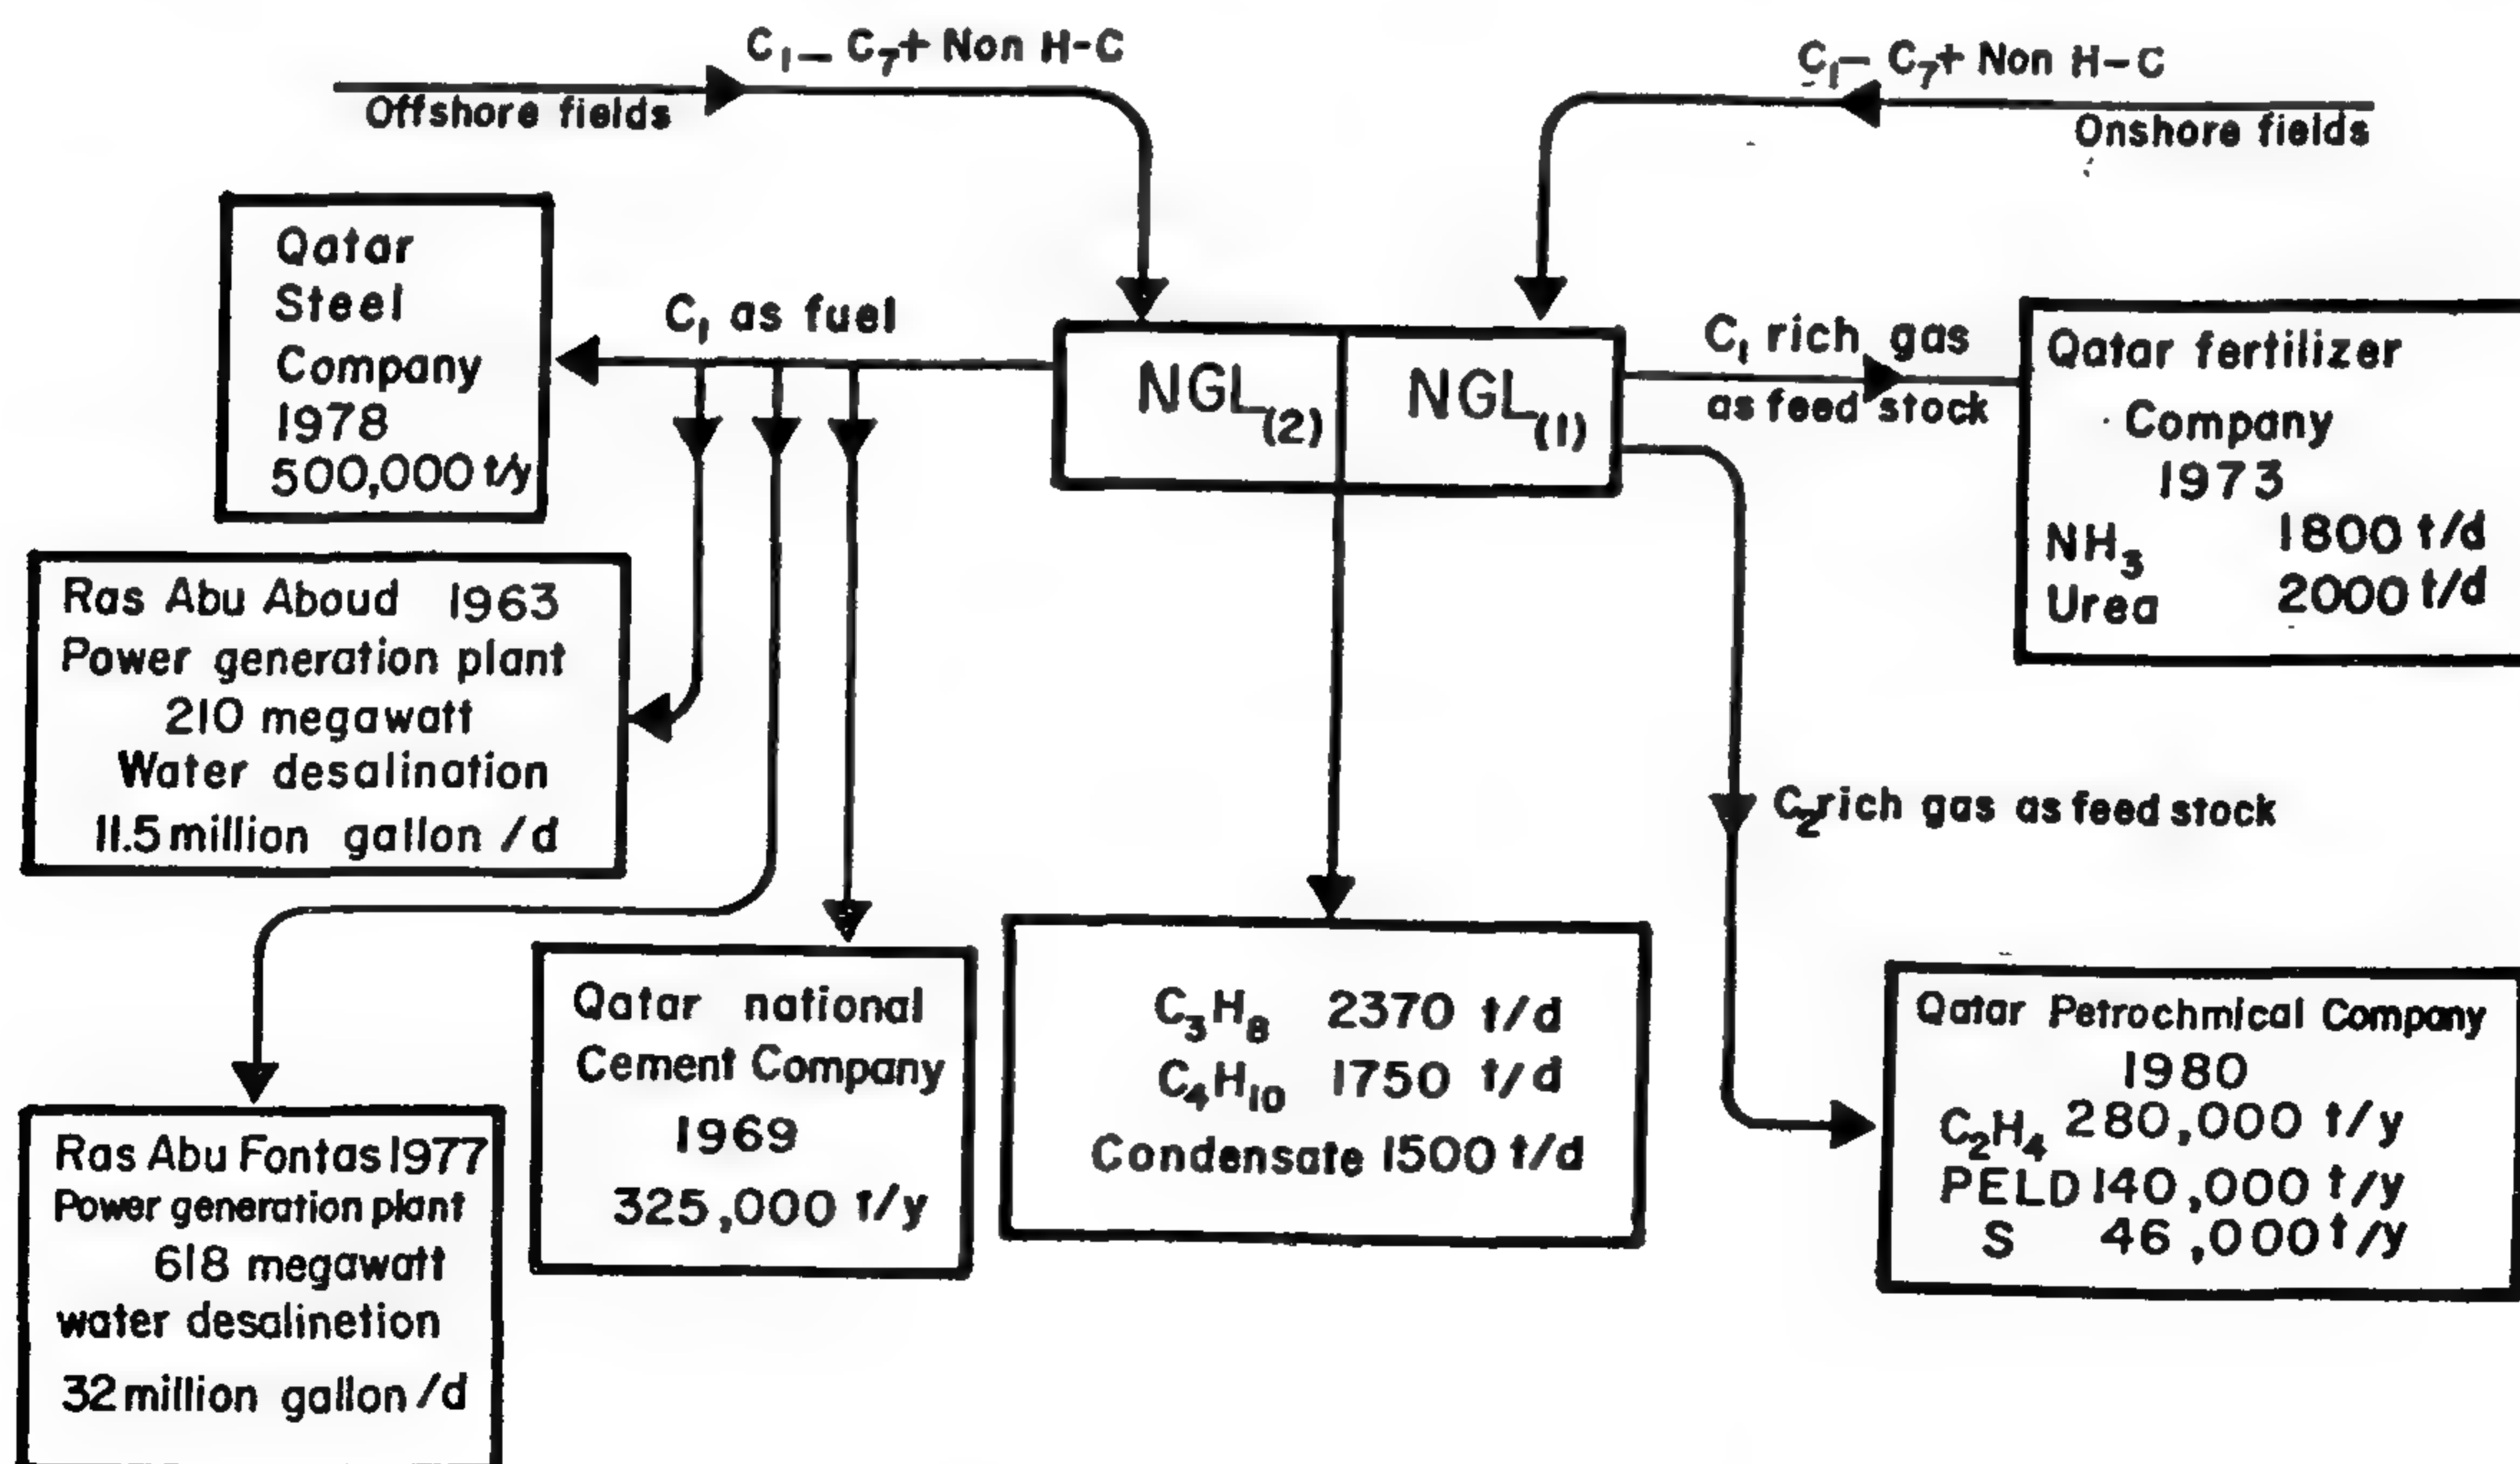 C₁– C₇+ Non H-C
Offshore fields
C₁– C₇+ Non H–C
Onshore fields
Qatar
Steel
Company
1978
500,000 t/y
C₁ as fuel
NGL(2)
NGL(1)
C₁ rich gas
as feed stock
Qatar fertilizer
Company
1973
NH₃ 1800 t/d
Urea 2000 t/d
Ras Abu Aboud 1963
Power generation plant
210 megawatt
Water desalination
11.5 million gallon /d
C₂rich gas as feed stock
Ras Abu Fontas 1977
Power generation plant
618 megawatt
water desalinetion
32 million gallon /d
Qatar national
Cement Company
1969
325,000 t/y
C₃H₈ 2370 t/d
C₄H₁₀ 1750 t/d
Condensate 1500 t/d
Qatar Petrochmical Company
1980
C₂H₄ 280,000 t/y
PELD 140,000 t/y
S 46,000 t/y